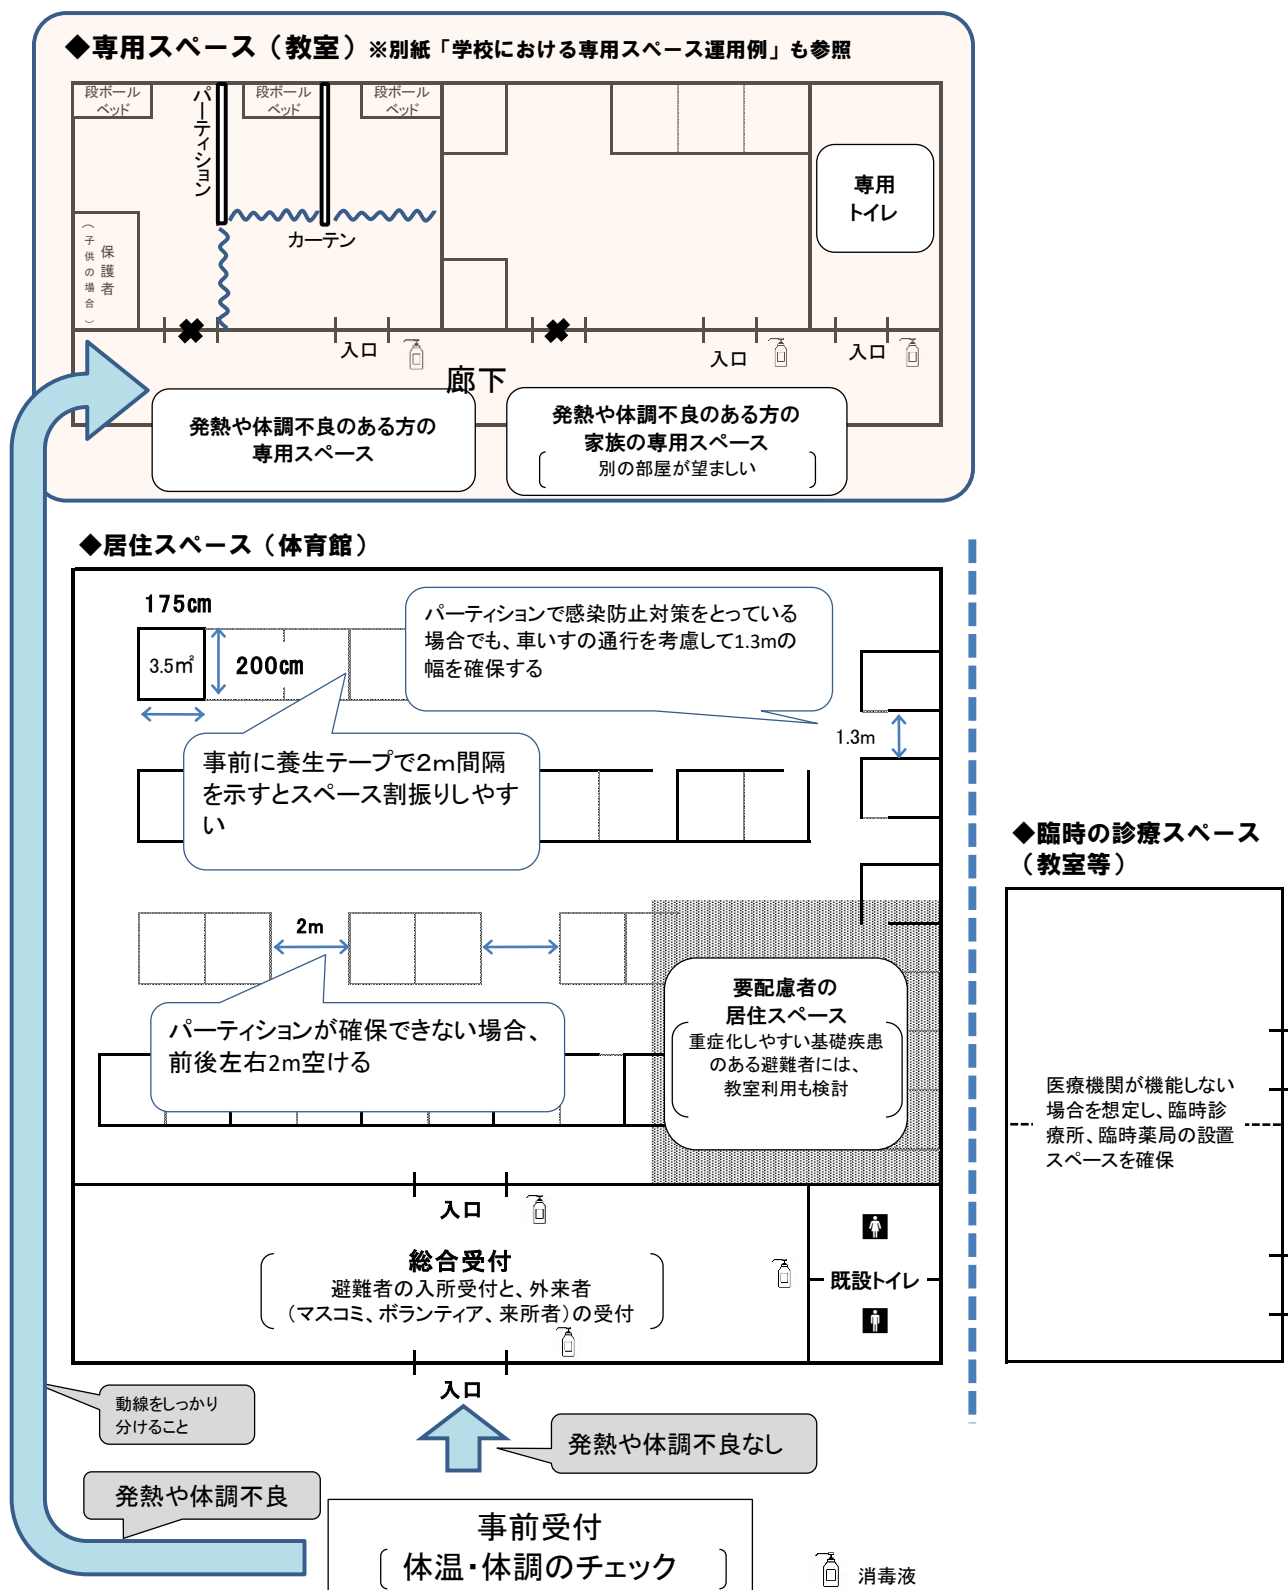 ◆専用スペース（教室）※別紙「学校における専用スペース運用例」も参照
段ボール
ベッド
パーティション
段ボール
ベッド
段ボール
ベッド
専用
トイレ
カーテン
保護者
（子供の場合）
入口
入口
入口
廊下
発熱や体調不良のある方の
専用スペース
発熱や体調不良のある方の
家族の専用スペース
別の部屋が望ましい
◆居住スペース（体育館）
175cm
3.5㎡
200cm
パーティションで感染防止対策をとっている
場合でも、車いすの通行を考慮して1.3mの
幅を確保する
1.3m
事前に養生テープで2m間隔
を示すとスペース割振りしやす
い
2m
パーティションが確保できない場合、
前後左右2m空ける
要配慮者の
居住スペース
重症化しやすい基礎疾患
のある避難者には、
教室利用も検討
◆臨時の診療スペース
（教室等）
医療機関が機能しない
場合を想定し、臨時診
療所、臨時薬局の設置
スペースを確保
入口
総合受付
避難者の入所受付と、外来者
（マスコミ、ボランティア、来所者）の受付
既設トイレ
入口
動線をしっかり
分けること
発熱や体調不良なし
発熱や体調不良
事前受付
体温・体調のチェック
消毒液